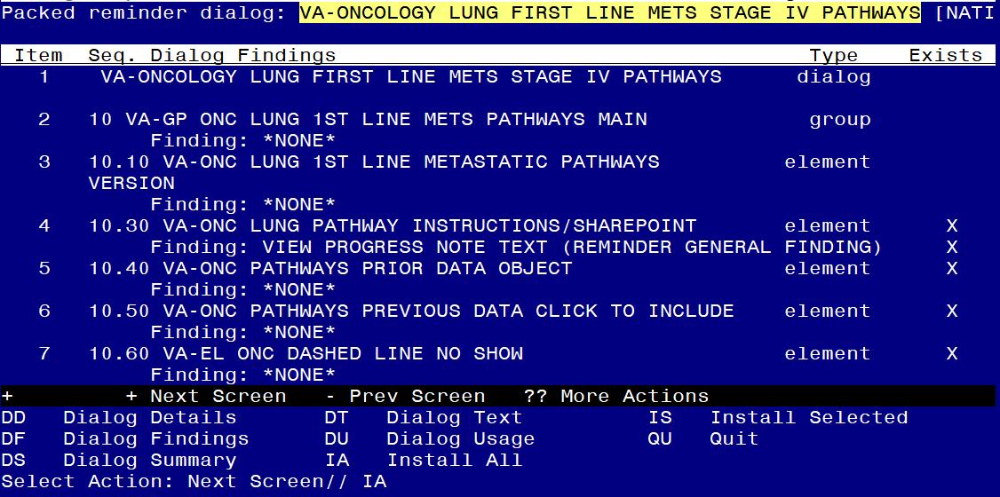 Packed reminder dialog: VA-ONCOLOGY LUNG FIRST LINE METS STAGE IV PATHWAYS [NATI
Item Seq. Dialog Findings Type Exists
1 VA-ONCOLOGY LUNG FIRST LINE METS STAGE IV PATHWAYS dialog
2 10 VA-GP ONC LUNG 1ST LINE METS PATHWAYS MAIN group
Finding: *NONE*
3 10.10 VA-ONC LUNG 1ST LINE METASTATIC PATHWAYS element
VERSION
Finding: *NONE*
4 10.30 VA-ONC LUNG PATHWAY INSTRUCTIONS/SHAREPOINT element X
Finding: VIEW PROGRESS NOTE TEXT (REMINDER GENERAL FINDING) X
5 10.40 VA-ONC PATHWAYS PRIOR DATA OBJECT element X
Finding: *NONE*
6 10.50 VA-ONC PATHWAYS PREVIOUS DATA CLICK TO INCLUDE element X
Finding: *NONE*
7 10.60 VA-EL ONC DASHED LINE NO SHOW element X
Finding: *NONE*
+ + Next Screen - Prev Screen ?? More Actions
DD Dialog Details DT Dialog Text IS Install Selected
DF Dialog Findings DU Dialog Usage QU Quit
DS Dialog Summary IA Install All
Select Action: Next Screen// IA